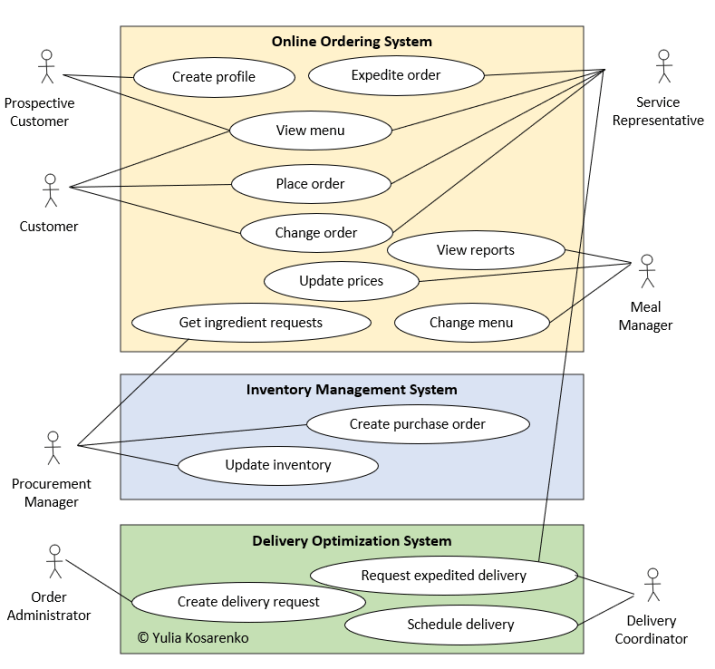 Online Ordering System
Create profile
Expedite order
Prospective
Customer
Service
Representative
View menu
Place order
Customer
Change order
View reports
Update prices
Meal
Manager
Get ingredient requests
Change menu
Inventory Management System
Create purchase order
Update inventory
Procurement
Manager
Delivery Optimization System
Request expedited delivery
Order
Administrator
Create delivery request
Schedule delivery
Delivery
Coordinator
© Yulia Kosarenko